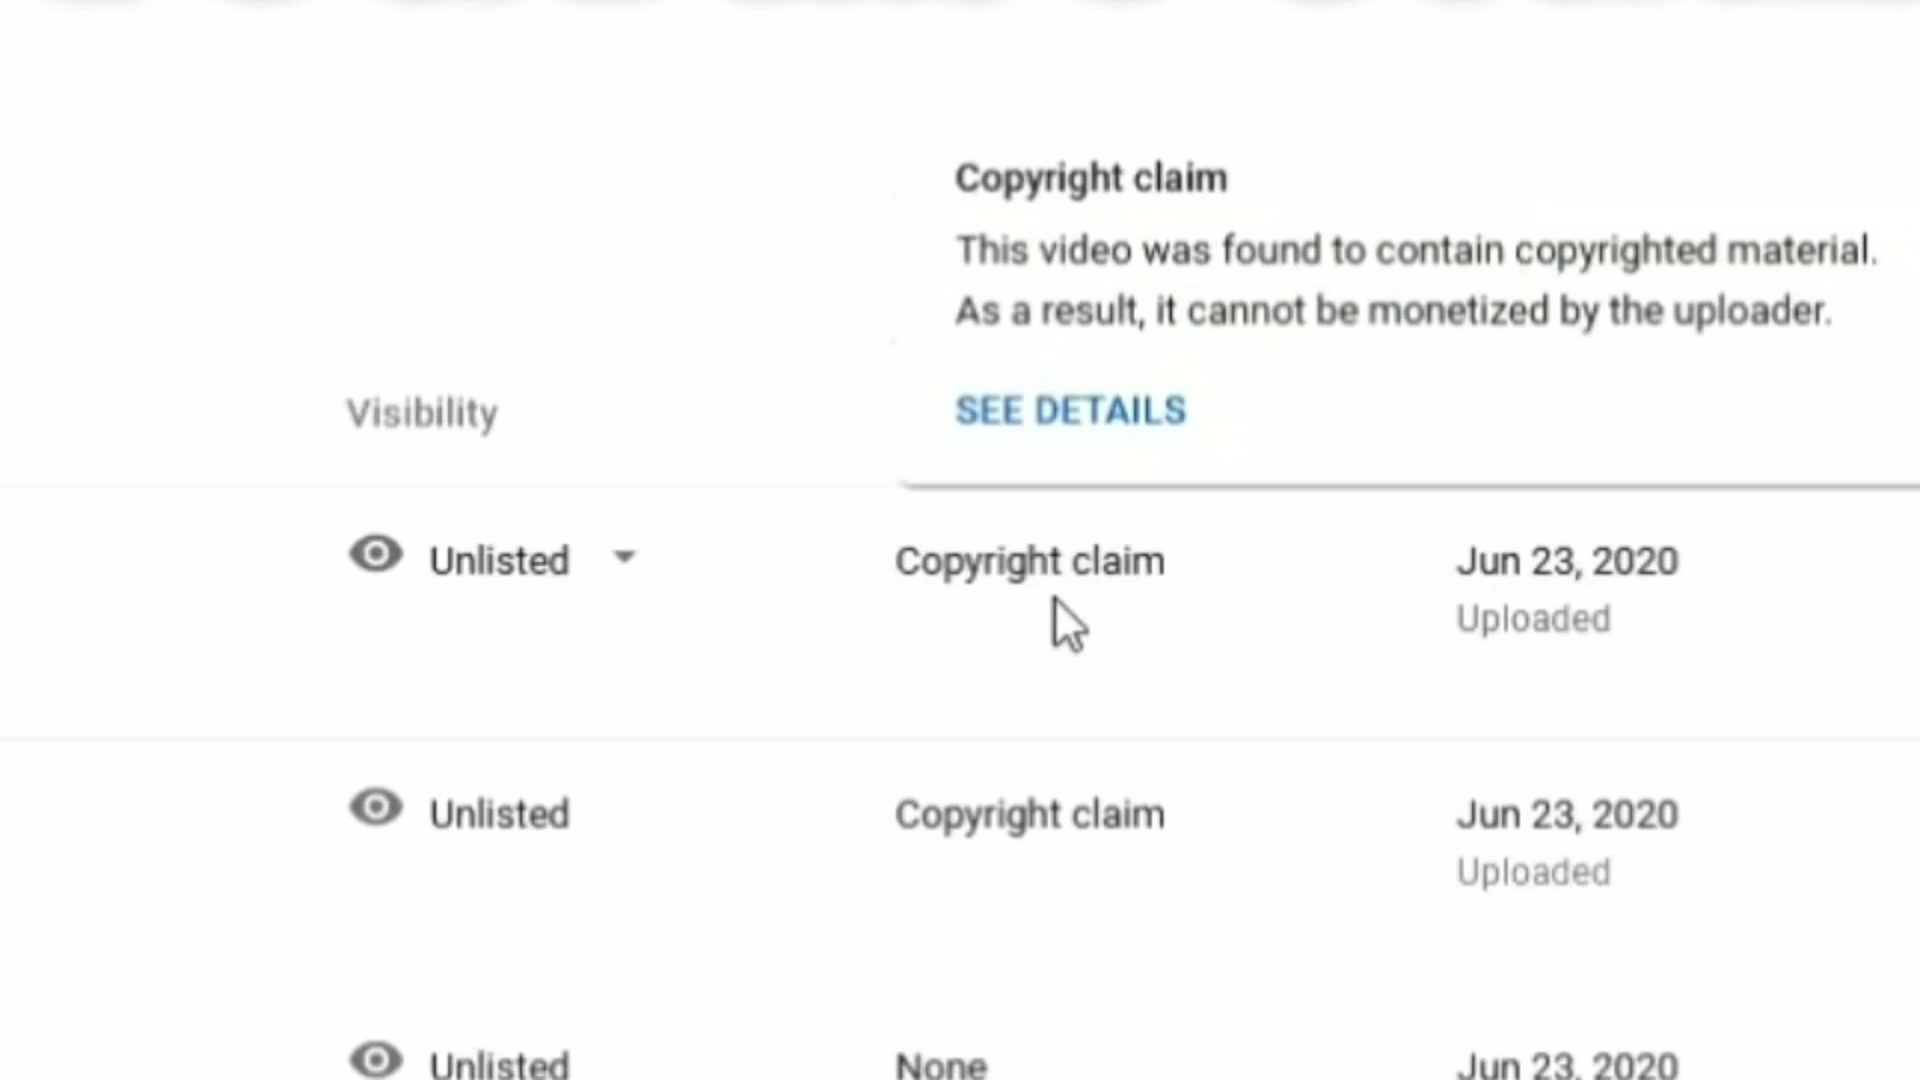 Copyright claim
This video was found to contain copyrighted material.
As a result, it cannot be monetized by the uploader.
SEE DETAILS
Visibility
Unlisted Copyright claim Jun 23, 2020
Uploaded
Unlisted Copyright claim Jun 23, 2020
Uploaded
Unlisted None Jun 23, 2020